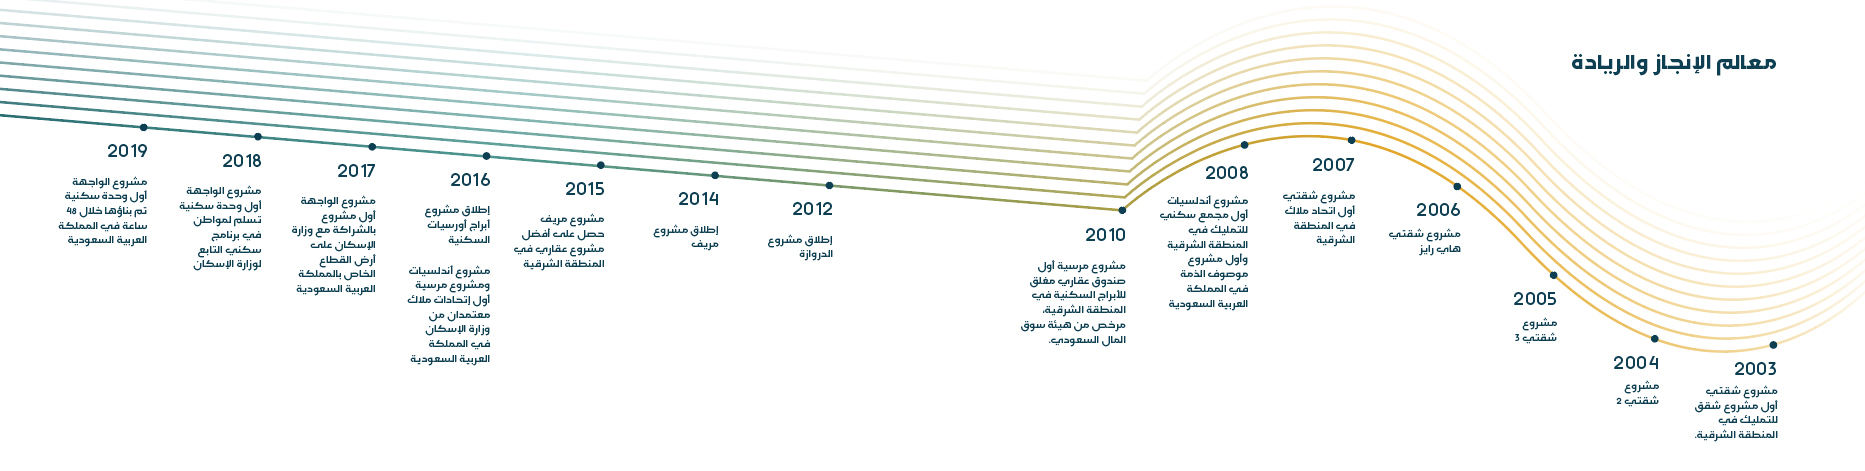 معالم الإنجاز والريادة
2003
مشروع شقتي
أول مشروع شقق
للتمليك في
المنطقة الشرقية.
2004
مشروع
شقتي 2
2005
مشروع
شقتي 3
2006
مشروع شقتي
هاي رايز
2007
مشروع شقتي
أول اتحاد ملاك
في المنطقة
الشرقية
2008
مشروع أندلسيات
أول مجمع سكني
للتمليك في
المنطقة الشرقية
وأول مشروع
موصوف الذمة
في المملكة
العربية السعودية
2010
مشروع مرسية أول
صندوق عقاري مغلق
للأبراج السكنية في
المنطقة الشرقية،
مرخص من هيئة سوق
المال السعودي.
2012
إطلاق مشروع
الدروازة
2014
إطلاق مشروع
مريف
2015
مشروع مريف
حصل على أفضل
مشروع عقاري في
المنطقة الشرقية
2016
إطلاق مشروع
أبراج أورسيات
السكنية
مشروع أندلسيات
ومشروع مرسية
أول إتحادات ملاك
معتمدان من
وزارة الإسكان
في المملكة
العربية السعودية
2017
مشروع الواجهة
أول مشروع
بالشراكة مع وزارة
الإسكان على
أرض القطاع
الخاص بالمملكة
العربية السعودية
2018
مشروع الواجهة
أول وحدة سكنية
تسلم لمواطن
في برنامج
سكني التابع
لوزارة الإسكان
2019
مشروع الواجهة
أول وحدة سكنية
تم بناؤها خلال 48
ساعة في المملكة
العربية السعودية